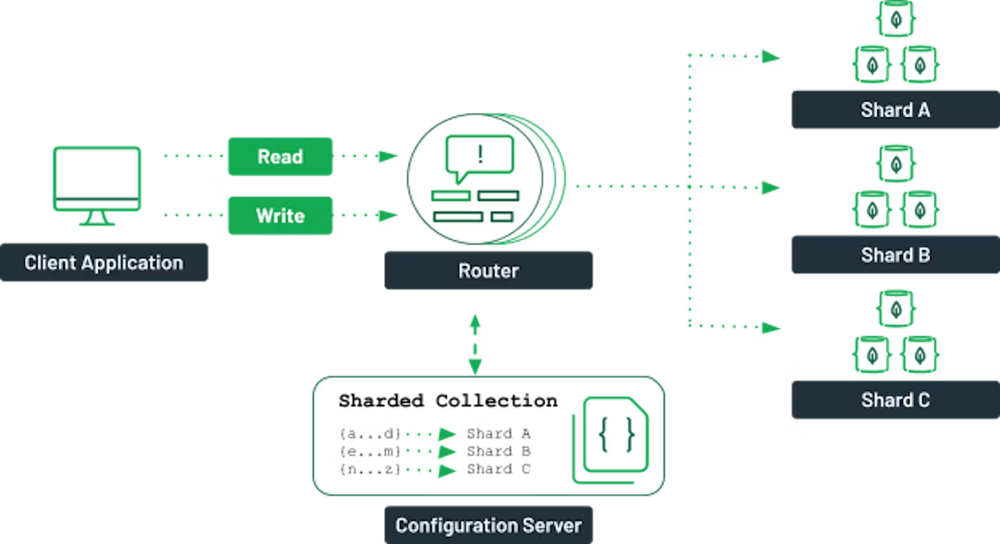 Shard A
Read
!
Write
Client Application
Router
Shard B
Shard C
Sharded Collection
{a...d} Shard A
{e...m} Shard B
{n...z} Shard C
{ }
Configuration Server